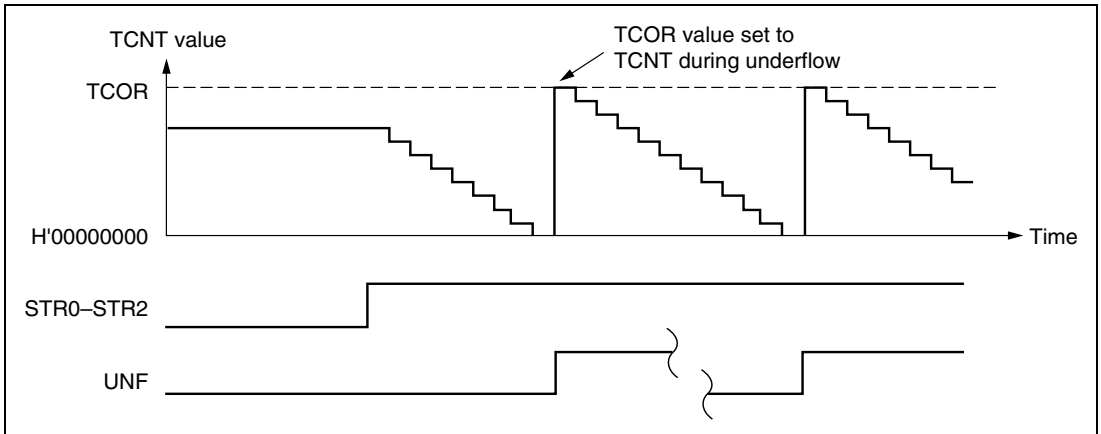 TCNT value
TCOR value set to
TCNT during underflow
TCOR
H'00000000
Time
STR0–STR2
UNF